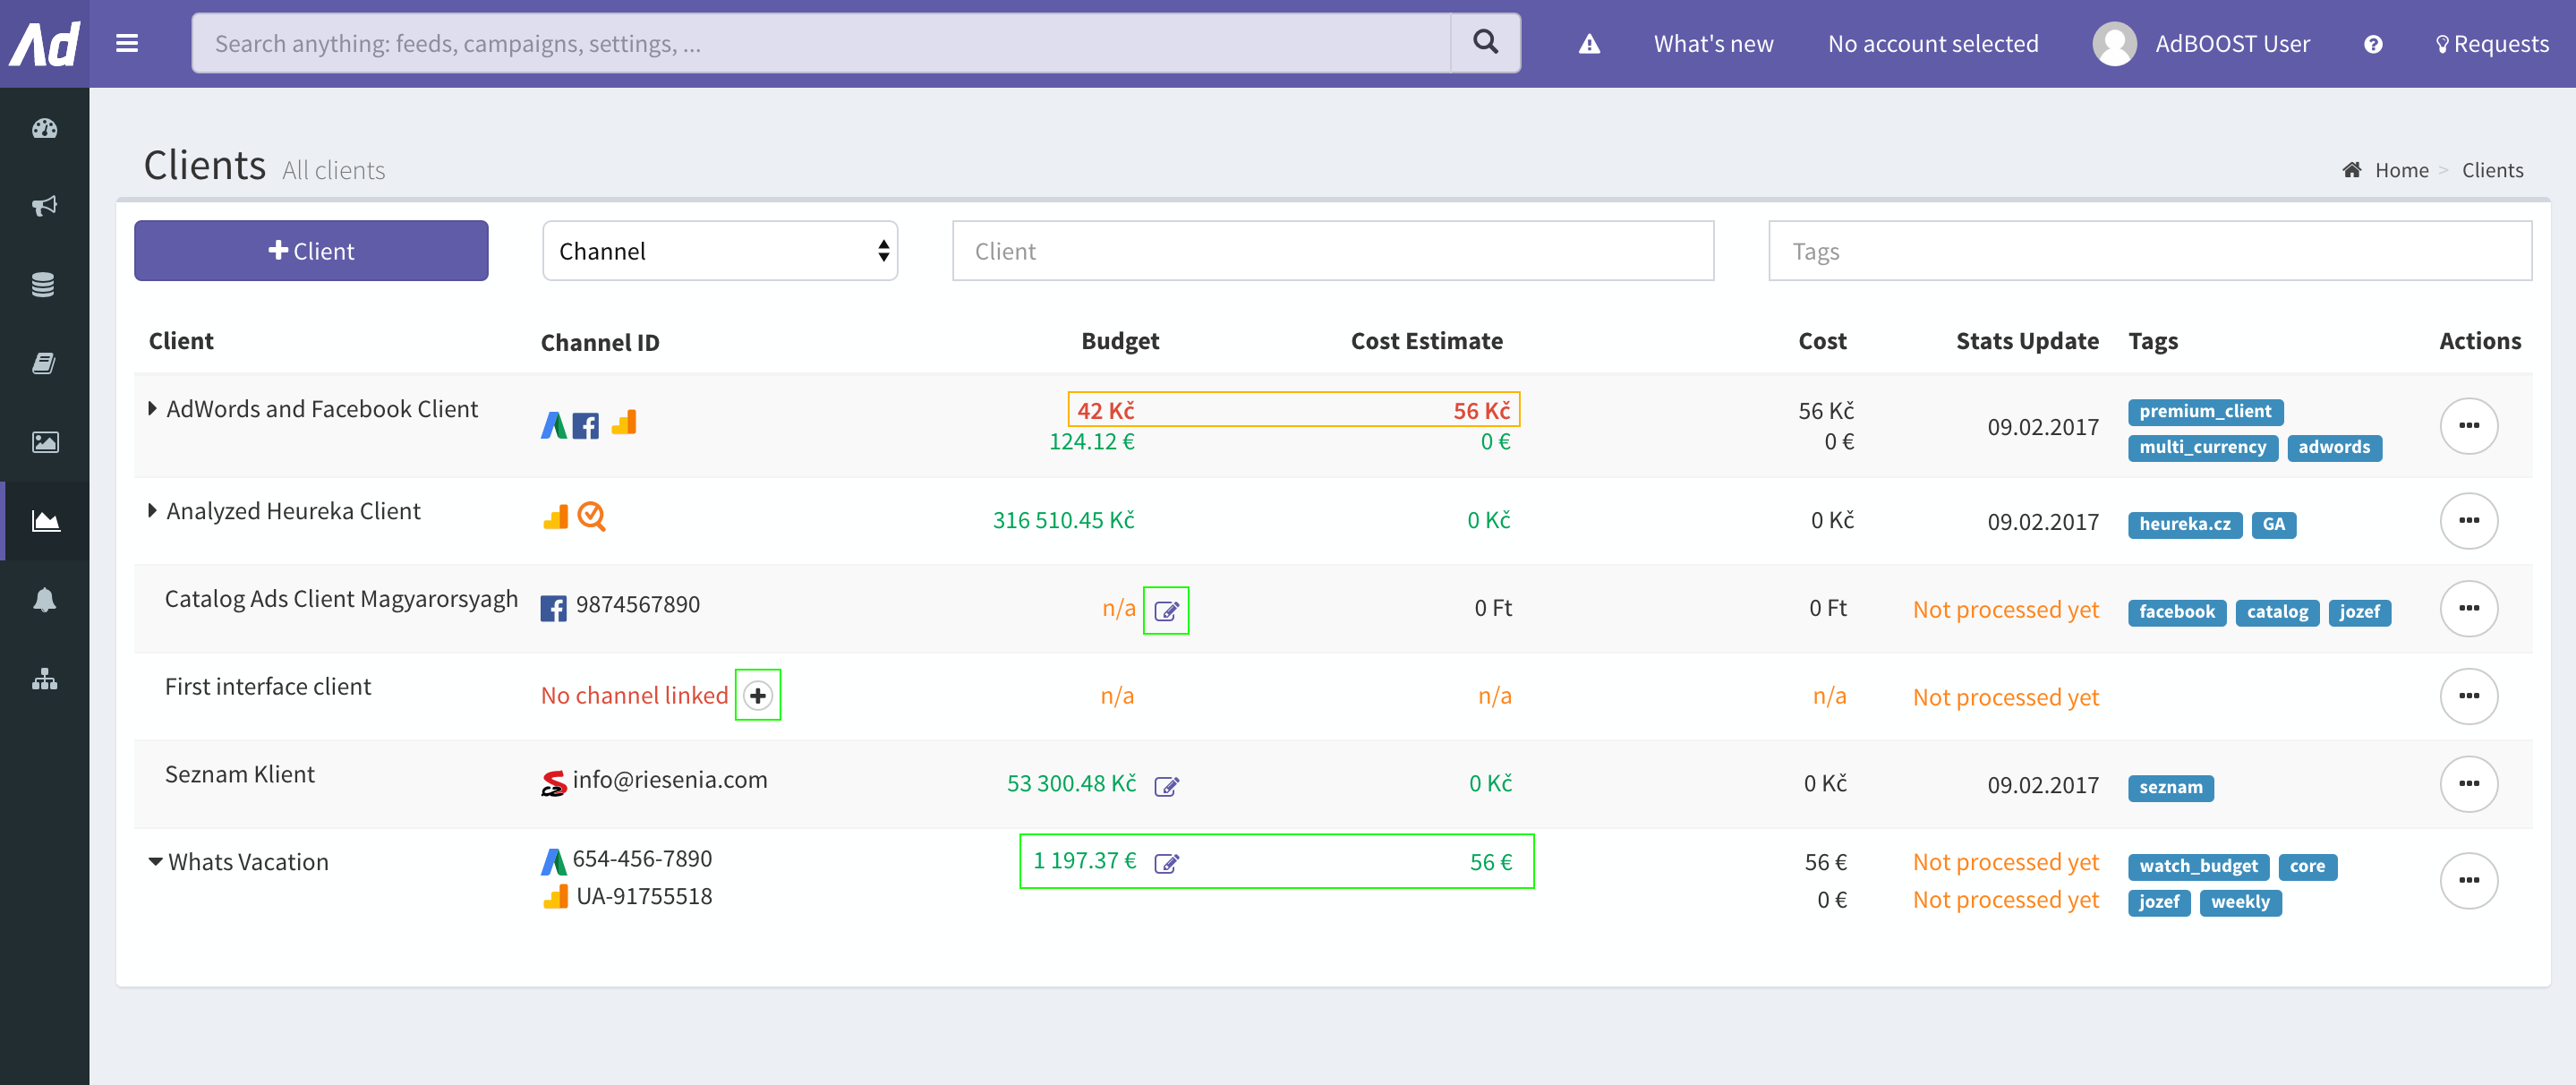 Ad
Search anything: feeds, campaigns, settings, ...
What's new
No account selected
AdBOOST User
Requests
Clients All clients
Home > Clients
Client
Channel
Client
Tags
Client Channel ID Budget Cost Estimate Cost Stats Update Tags Actions
AdWords and Facebook Client 42 Kč 56 Kč 56 Kč 09.02.2017 premium_client
124.12 € 0 € 0 € multi_currency adwords
Analyzed Heureka Client 316 510.45 Kč 0 Kč 0 Kč 09.02.2017 heureka.cz GA
Catalog Ads Client Magyarorsyagh 9874567890 n/a 0 Ft 0 Ft Not processed yet facebook catalog jozef
First interface client No channel linked n/a n/a n/a Not processed yet
Seznam Klient info@riesenia.com 53 300.48 Kč 0 Kč 0 Kč 09.02.2017 seznam
Whats Vacation 654-456-7890 1 197.37 € 56 € 56 € Not processed yet watch_budget core
UA-91755518 0 € Not processed yet jozef weekly